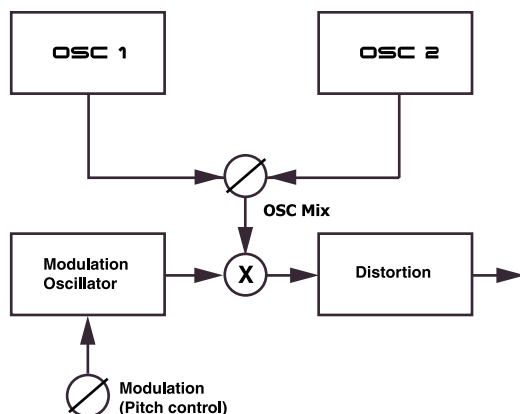 OSC 1
OSC 2
OSC Mix
Modulation
Oscillator
X
Distortion
Modulation
(Pitch control)